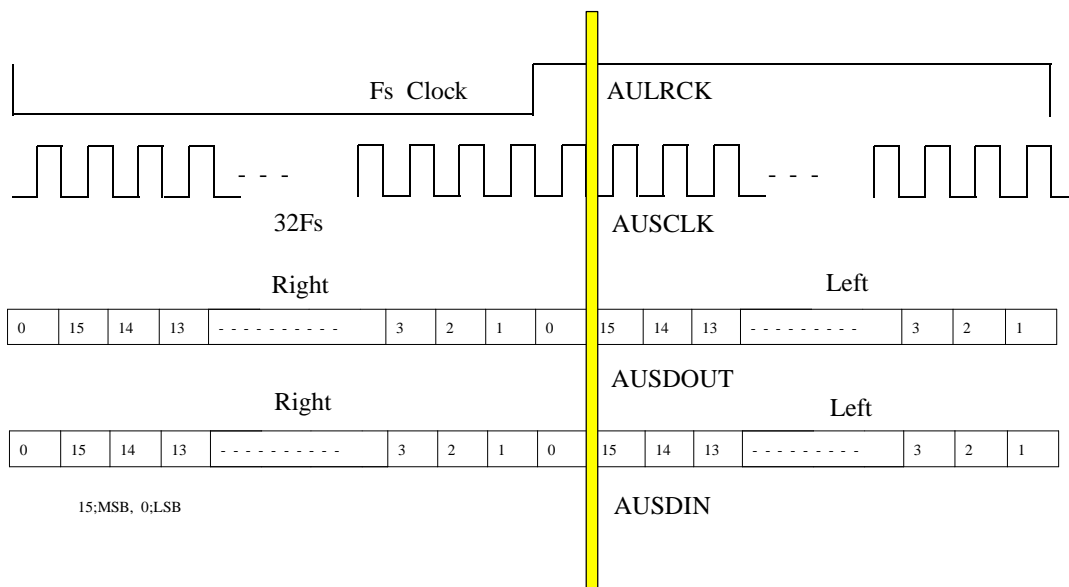 Fs Clock AULRCK
- - - - - -
32Fs AUSCLK
Right Left
0 15 14 13 - - - - - - - - - - 3 2 1 0 15 14 13 - - - - - - - - - 3 2 1
AUSDOUT
Right Left
0 15 14 13 - - - - - - - - - - 3 2 1 0 15 14 13 - - - - - - - - - 3 2 1
15;MSB, 0;LSB AUSDIN